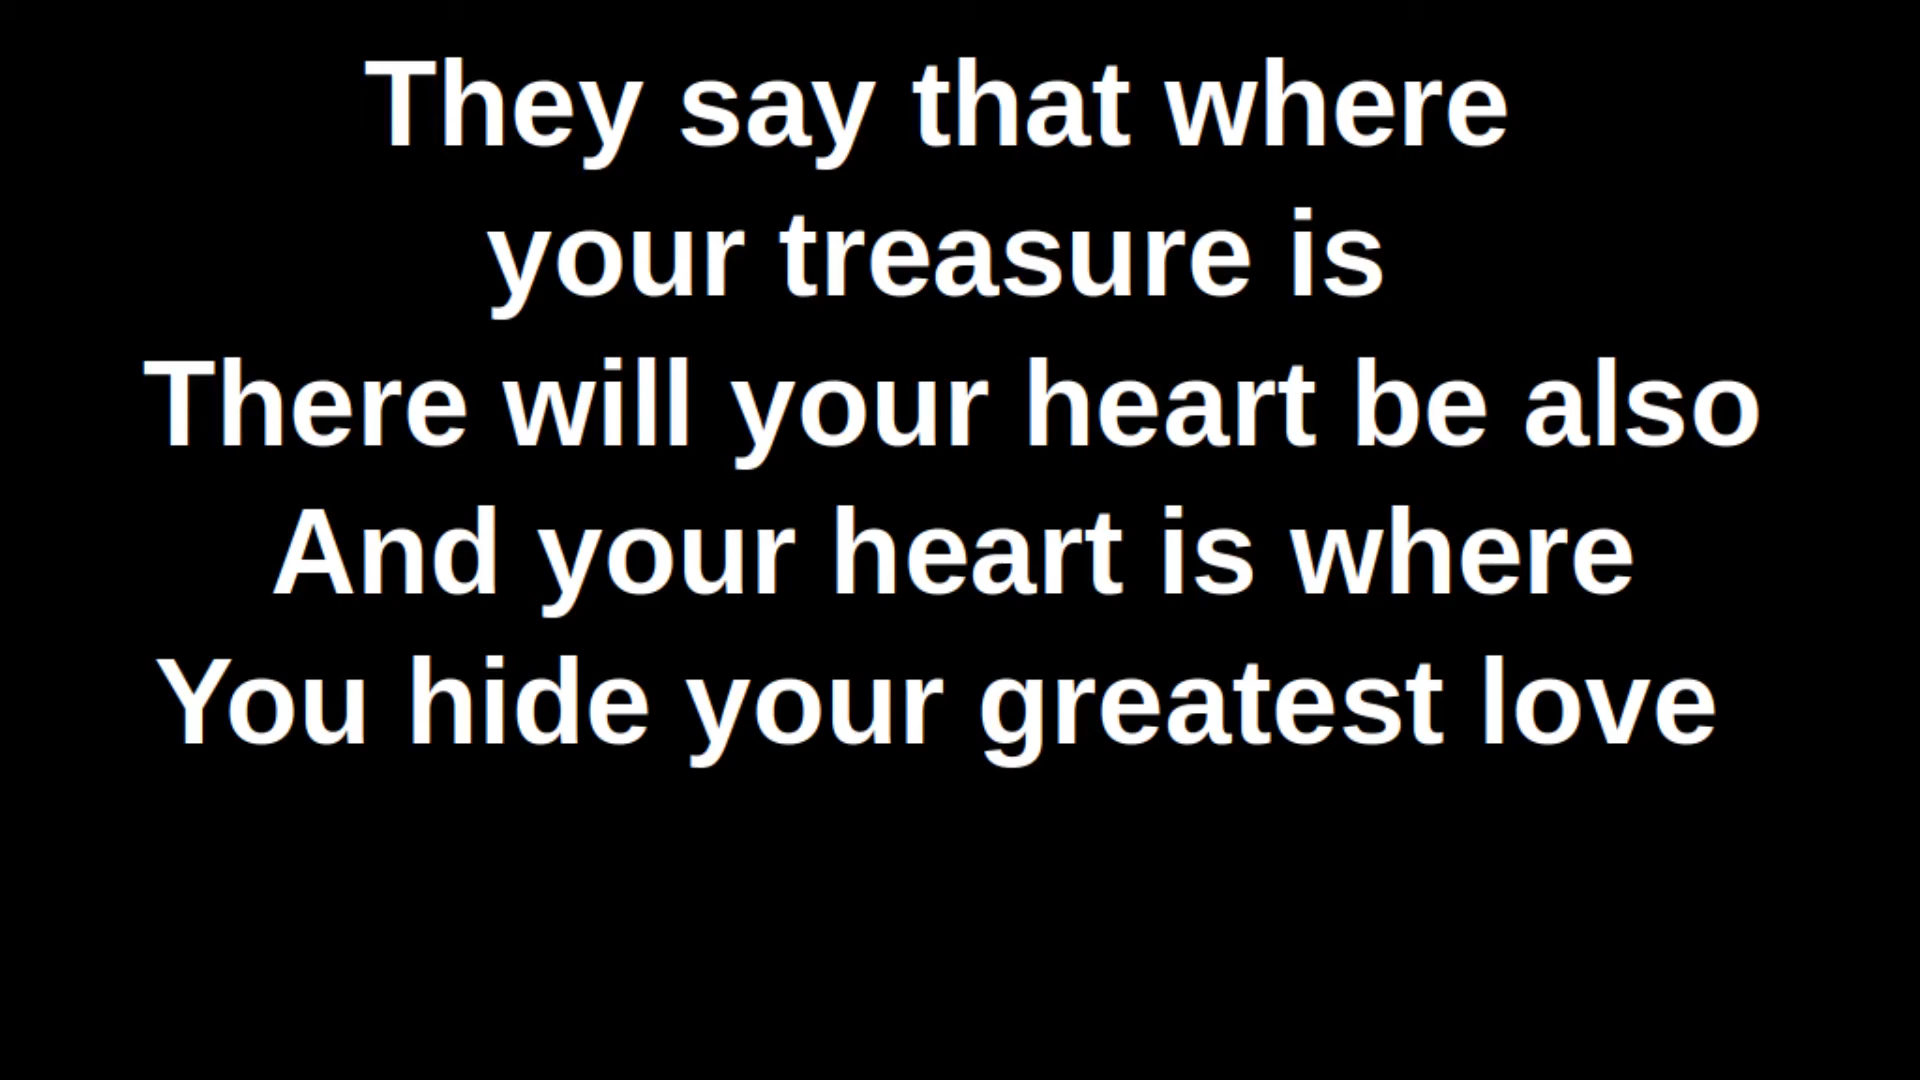 They say that where
your treasure is
There will your heart be also
And your heart is where
You hide your greatest love